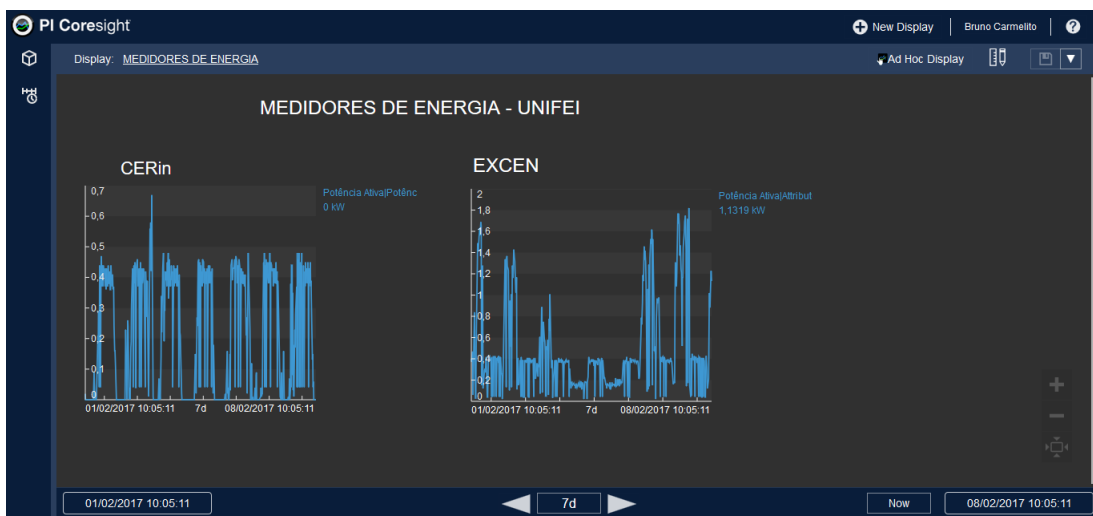 PI Coresight
New Display
Bruno Carmelito
?
Display: MEDIDORES DE ENERGIA
Ad Hoc Display
MEDIDORES DE ENERGIA - UNIFEI
CERin
0,7
0,6
0,5
0,4
0,3
0,2
0,1
0
01/02/2017 10:05:11 7d 08/02/2017 10:05:11
Potência Ativa|Potênc
0 kW
EXCEN
2
1,8
1,6
1,4
1,2
1
0,8
0,6
0,4
0,2
0
01/02/2017 10:05:11 7d 08/02/2017 10:05:11
Potência Ativa|Attribut
1,1319 kW
01/02/2017 10:05:11
7d
Now
08/02/2017 10:05:11